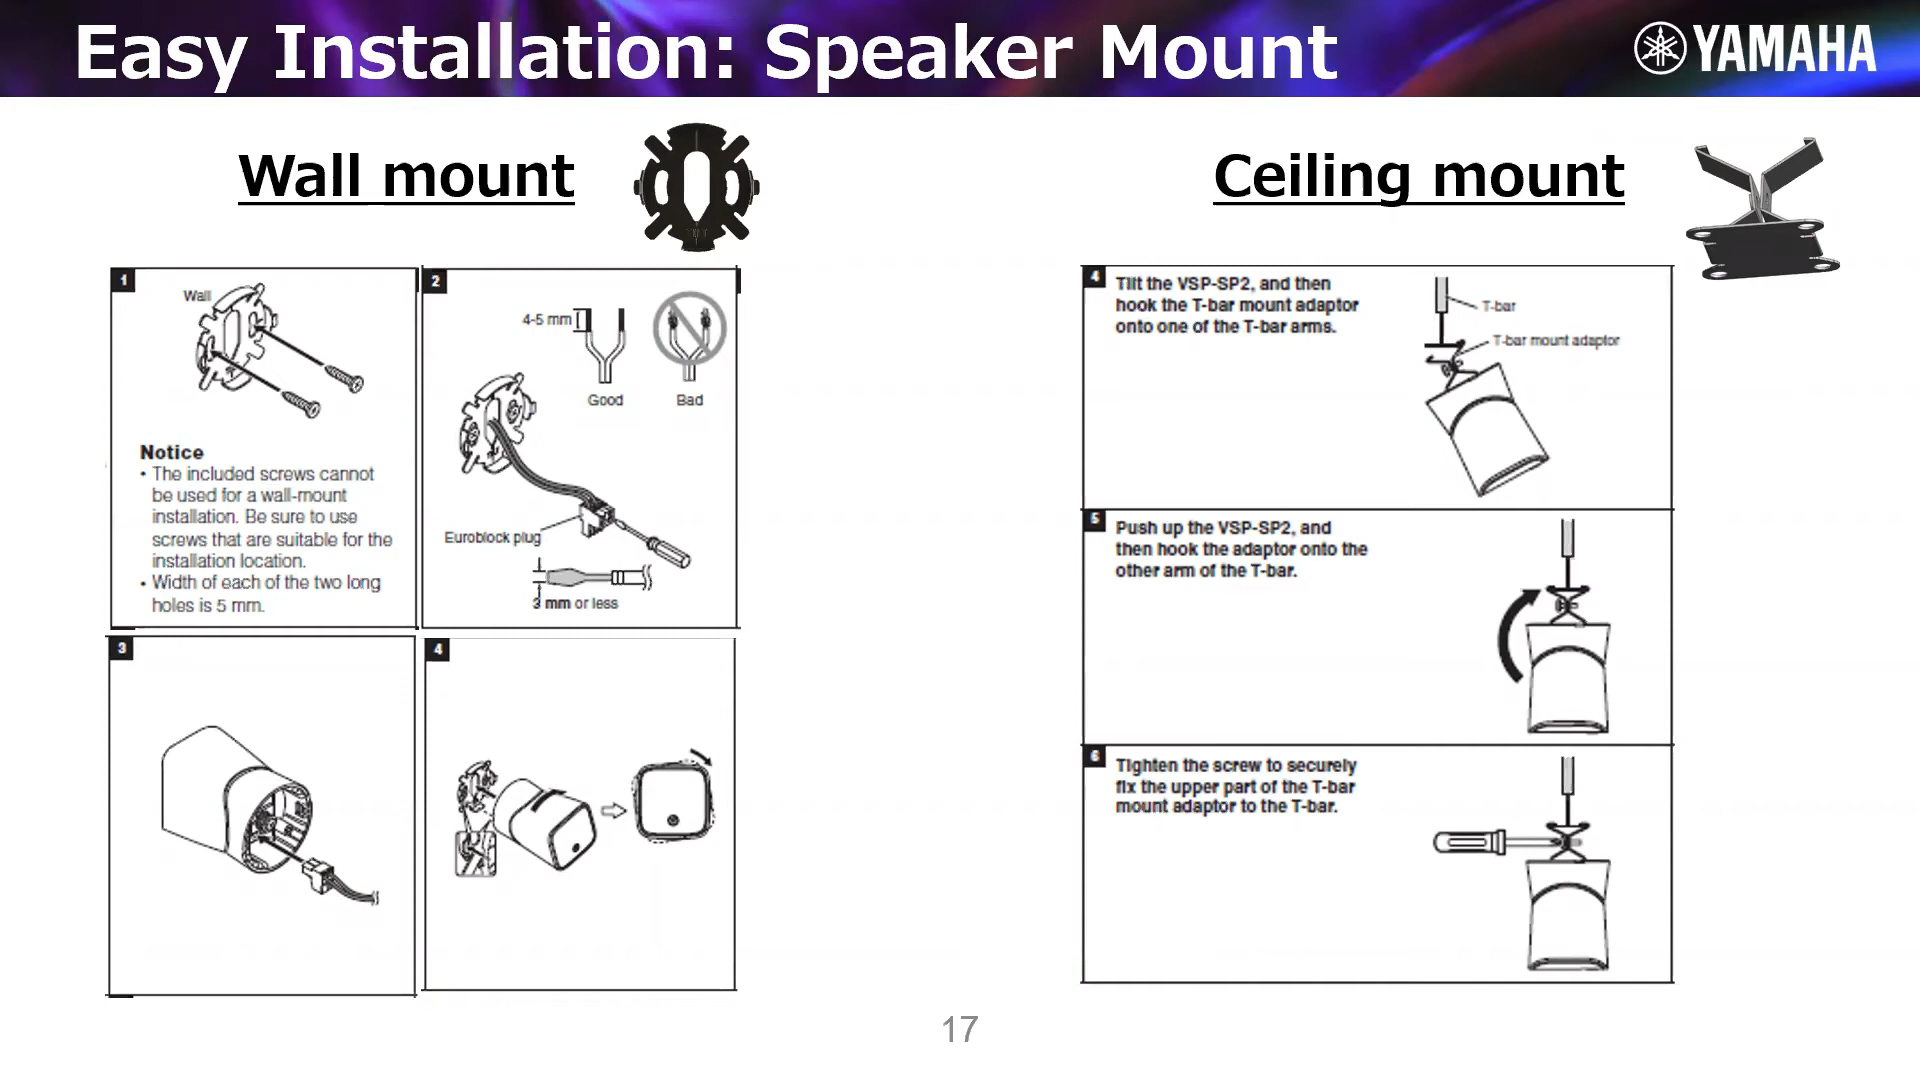 Easy Installation: Speaker Mount
YAMAHA
Wall mount
1
Wall
Notice
• The included screws cannot
be used for a wall-mount
installation. Be sure to use
screws that are suitable for the
installation location.
• Width of each of the two long
holes is 5 mm.
2
4-5 mm
Good
Bad
Euroblock plug
3 mm or less
3
4
Ceiling mount
4
Tilt the VSP-SP2, and then
hook the T-bar mount adaptor
onto one of the T-bar arms.
T-bar
T-bar mount adaptor
5
Push up the VSP-SP2, and
then hook the adaptor onto the
other arm of the T-bar.
6
Tighten the screw to securely
fix the upper part of the T-bar
mount adaptor to the T-bar.
17